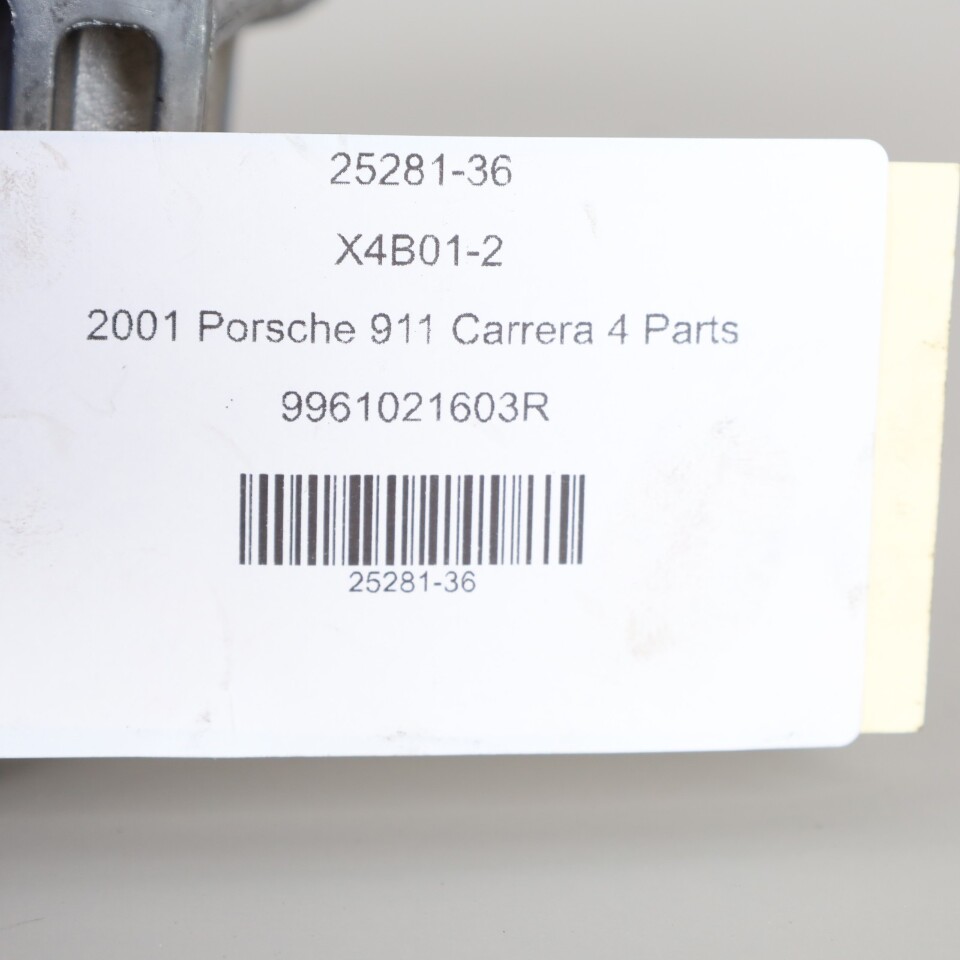 25281-36
X4B01-2
2001 Porsche 911 Carrera 4 Parts
9961021603R
25281-36